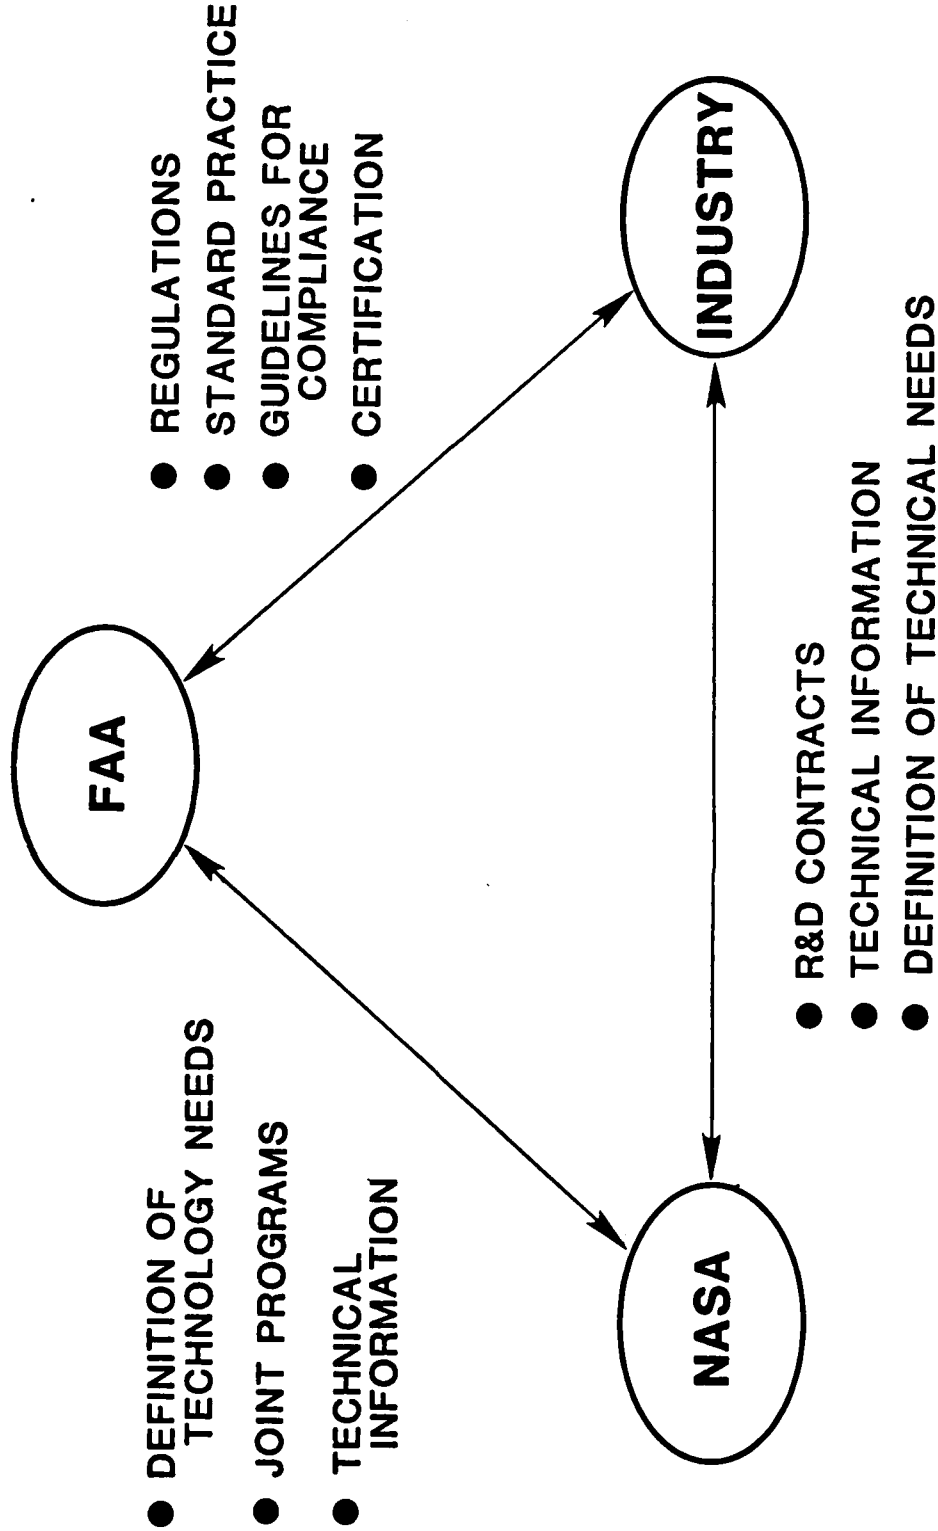 FAA
● DEFINITION OF
TECHNOLOGY NEEDS
● JOINT PROGRAMS
● TECHNICAL
INFORMATION
● REGULATIONS
● STANDARD PRACTICE
● GUIDELINES FOR
COMPLIANCE
● CERTIFICATION
NASA
INDUSTRY
● R&D CONTRACTS
● TECHNICAL INFORMATION
● DEFINITION OF TECHNICAL NEEDS